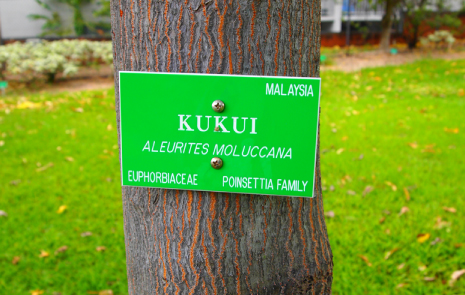 MALAYSIA
KUKUI
ALEURITES MOLUCCANA
EUPHORBIACEAE POINSETTIA FAMILY